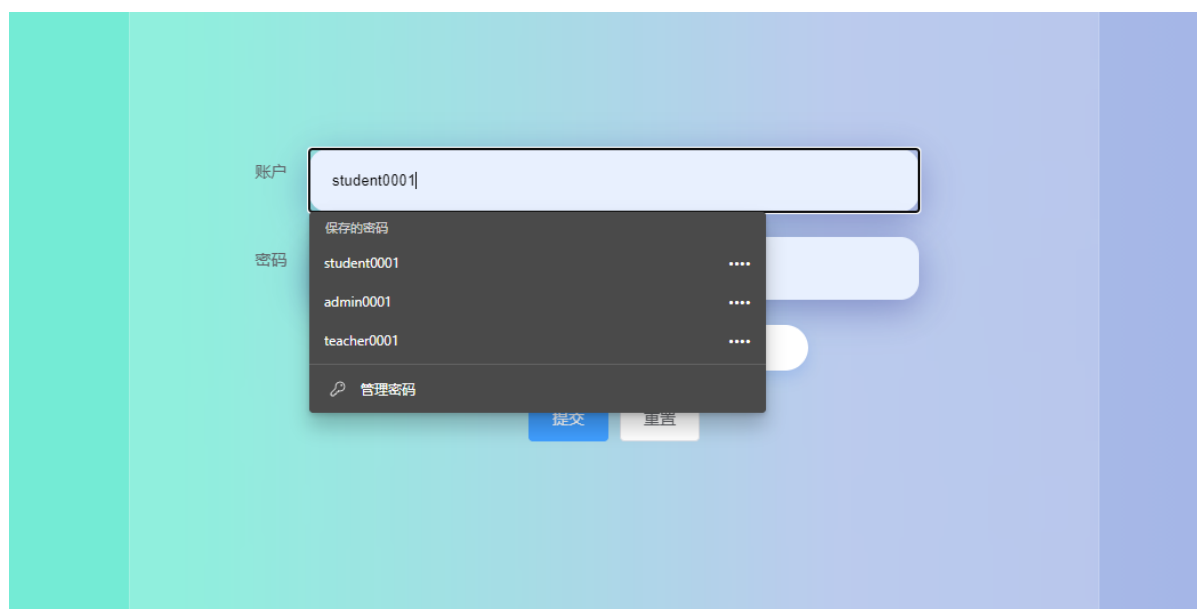 账户
student0001
保存的密码
密码
student0001 ••••
admin0001 ••••
teacher0001 ••••
管理密码
提交 重置